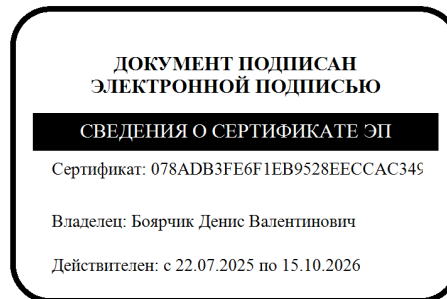 ДОКУМЕНТ ПОДПИСАН
ЭЛЕКТРОННОЙ ПОДПИСЬЮ
СВЕДЕНИЯ О СЕРТИФИКАТЕ ЭП
Сертификат: 078ADB3FE6F1EB9528EECCAC349
Владелец: Боярчик Денис Валентинович
Действителен: с 22.07.2025 по 15.10.2026